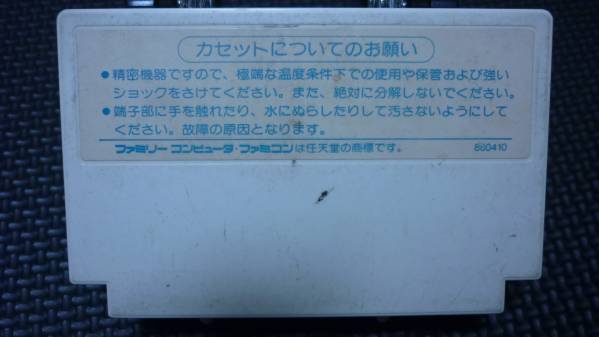 カセットについてのお願い
●精密機器ですので、極端な温度条件下での使用や保管および強い
ショックをさけてください。また、絶対に分解しないでください。
●端子部に手を触れたり、水にぬらしたりして汚さないようにして
ください。故障の原因となります。
ファミリー コンピュータ・ファミコンは任天堂の商標です。 860410